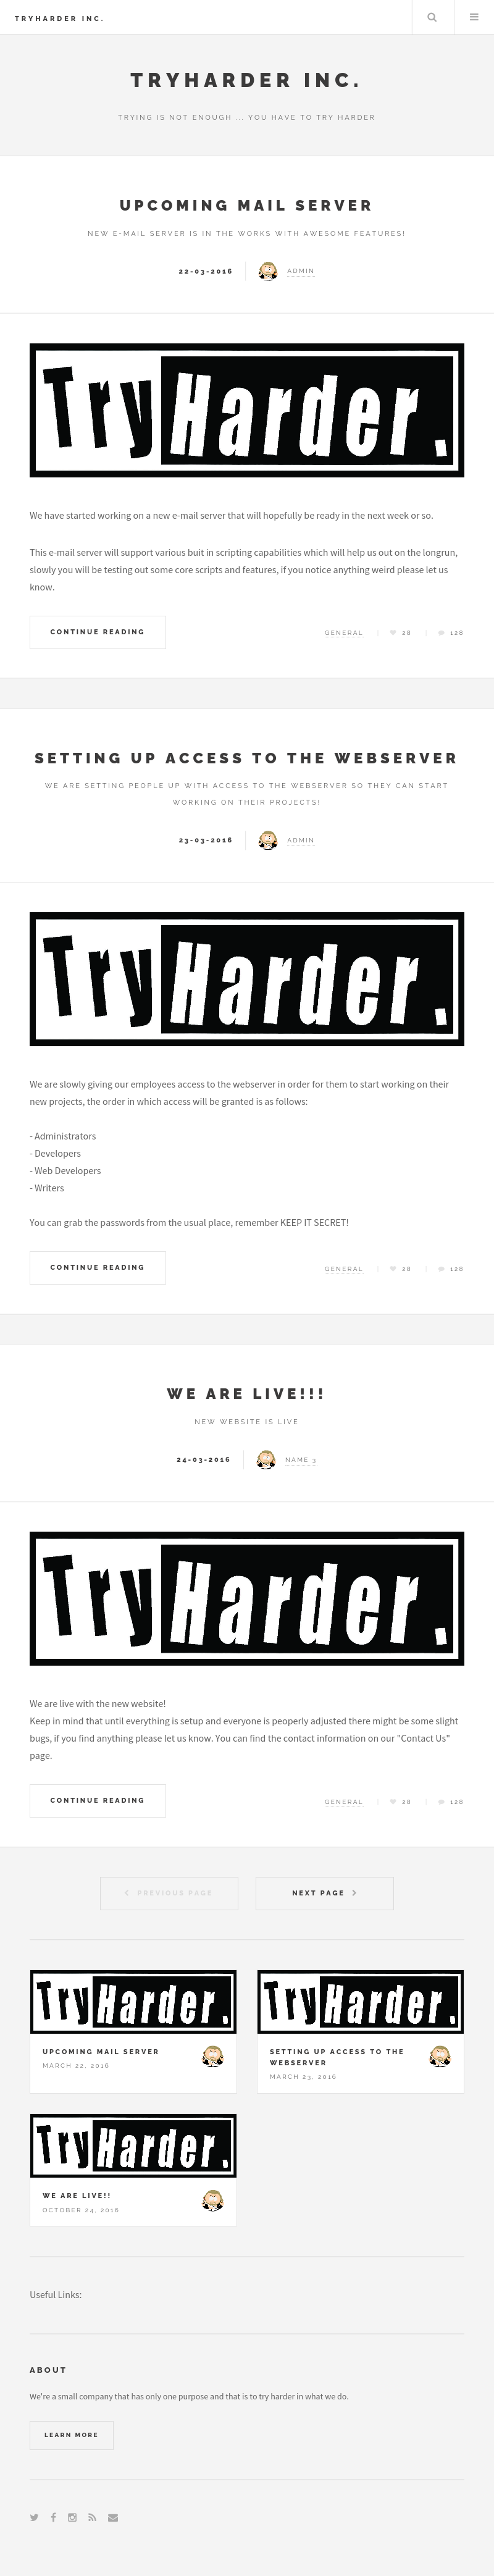 TRYHARDER INC.
TRYHARDER INC.
TRYING IS NOT ENOUGH ... YOU HAVE TO TRY HARDER
UPCOMING MAIL SERVER
NEW E-MAIL SERVER IS IN THE WORKS WITH AWESOME FEATURES!
22-03-2016
ADMIN
TryHarder.
We have started working on a new e-mail server that will hopefully be ready in the next week or so.
This e-mail server will support various buit in scripting capabilities which will help us out on the longrun,
slowly you will be testing out some core scripts and features, if you notice anything weird please let us
know.
CONTINUE READING
GENERAL
28
128
SETTING UP ACCESS TO THE WEBSERVER
WE ARE SETTING PEOPLE UP WITH ACCESS TO THE WEBSERVER SO THEY CAN START
WORKING ON THEIR PROJECTS!
23-03-2016
ADMIN
TryHarder.
We are slowly giving our employees access to the webserver in order for them to start working on their
new projects, the order in which access will be granted is as follows:
- Administrators
- Developers
- Web Developers
- Writers
You can grab the passwords from the usual place, remember KEEP IT SECRET!
CONTINUE READING
GENERAL
28
128
WE ARE LIVE!!!
NEW WEBSITE IS LIVE
24-03-2016
NAME 3
TryHarder.
We are live with the new website!
Keep in mind that until everything is setup and everyone is peoperly adjusted there might be some slight
bugs, if you find anything please let us know. You can find the contact information on our "Contact Us"
page.
CONTINUE READING
GENERAL
28
128
PREVIOUS PAGE
NEXT PAGE
TryHarder.
UPCOMING MAIL SERVER
MARCH 22, 2016
TryHarder.
SETTING UP ACCESS TO THE
WEBSERVER
MARCH 23, 2016
TryHarder.
WE ARE LIVE!!
OCTOBER 24, 2016
Useful Links:
ABOUT
We're a small company that has only one purpose and that is to try harder in what we do.
LEARN MORE